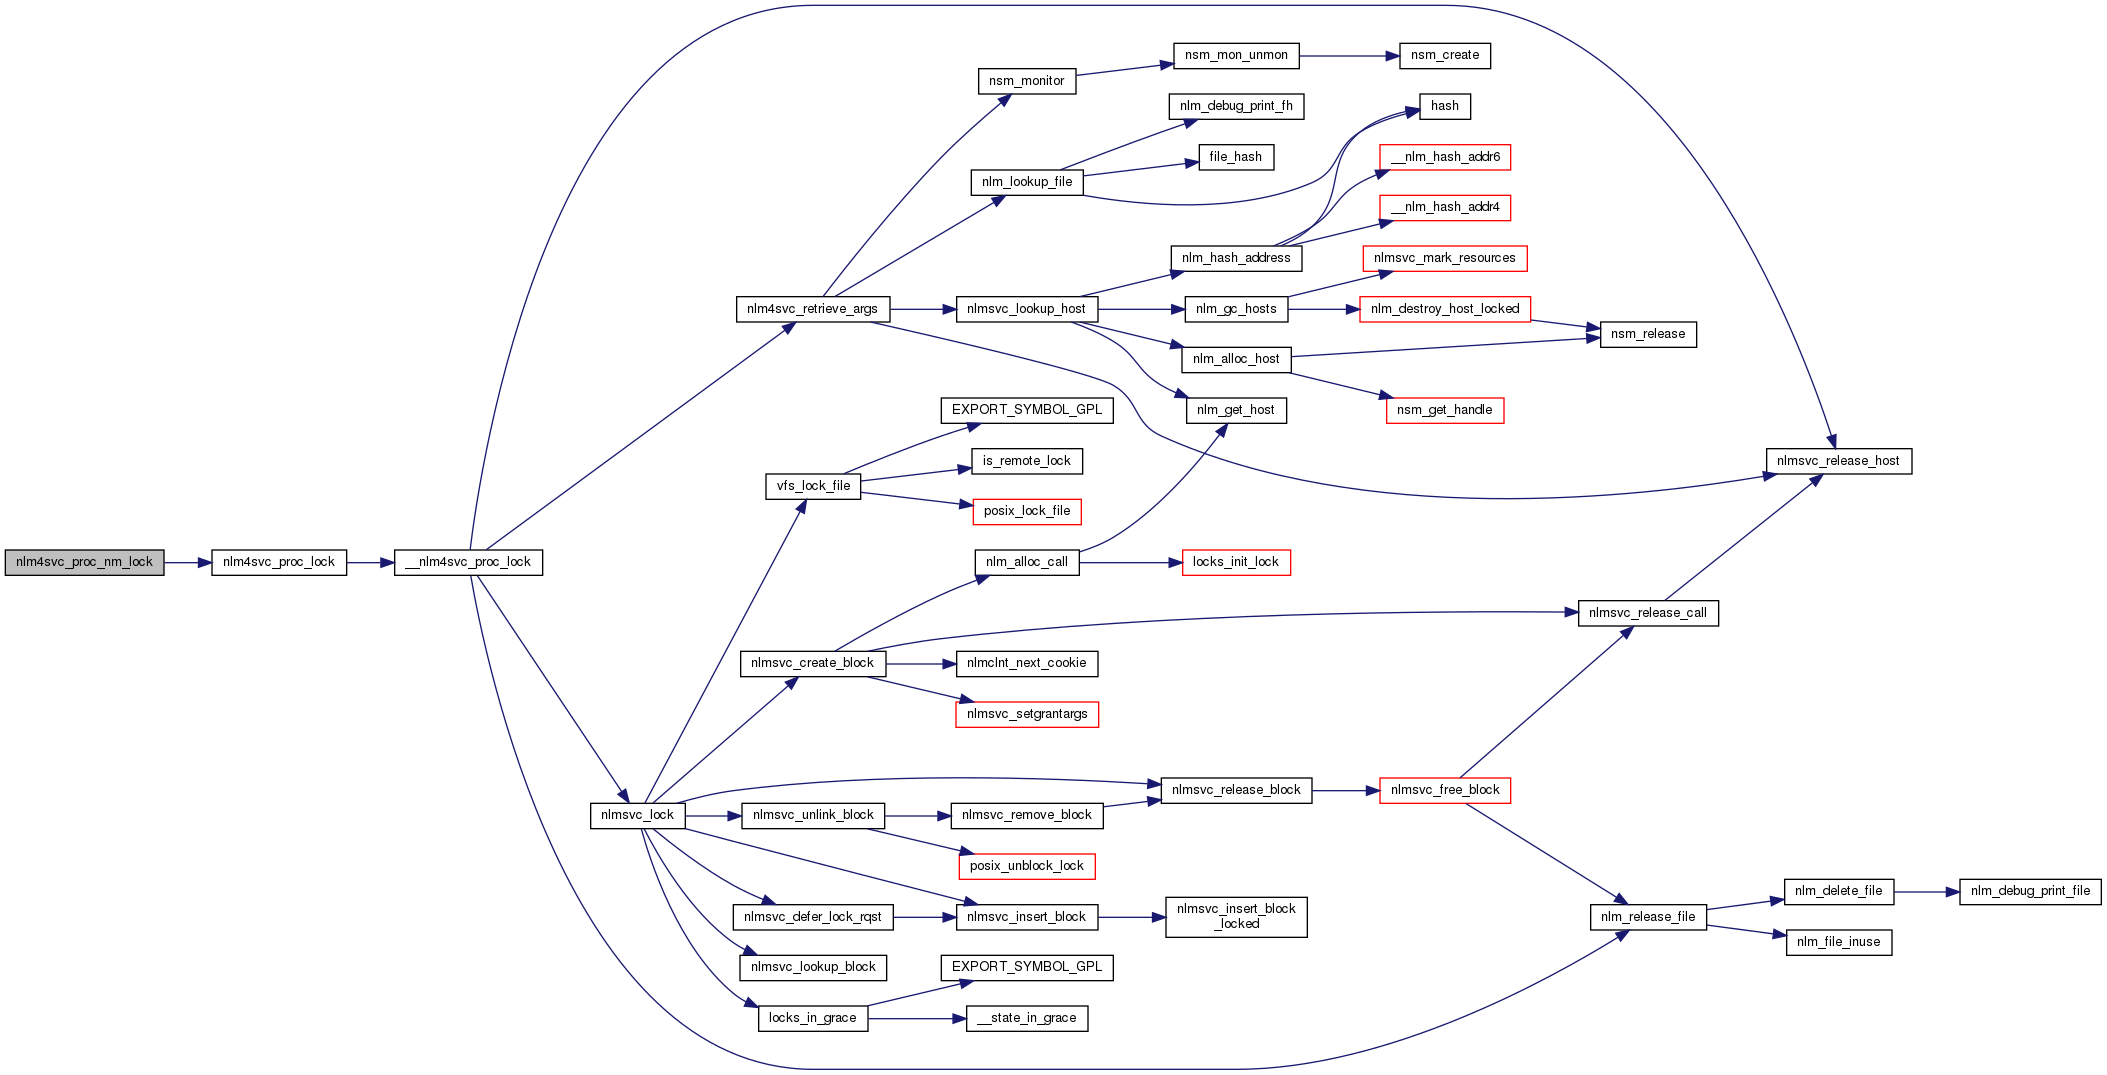 nsm_mon_unmon
nsm_create
nsm_monitor
nlm_debug_print_fh
hash
file_hash
__nlm_hash_addr6
nlm_lookup_file
__nlm_hash_addr4
nlm_hash_address
nlmsvc_mark_resources
nlm4svc_retrieve_args
nlmsvc_lookup_host
nlm_gc_hosts
nlm_destroy_host_locked
nsm_release
nlm_alloc_host
EXPORT_SYMBOL_GPL
nlm_get_host
nsm_get_handle
is_remote_lock
nlmsvc_release_host
vfs_lock_file
posix_lock_file
nlm4svc_proc_nm_lock
nlm4svc_proc_lock
__nlm4svc_proc_lock
nlm_alloc_call
locks_init_lock
nlmsvc_release_call
nlmsvc_create_block
nlmclnt_next_cookie
nlmsvc_setgrantargs
nlmsvc_release_block
nlmsvc_free_block
nlmsvc_lock
nlmsvc_unlink_block
nlmsvc_remove_block
posix_unblock_lock
nlm_delete_file
nlm_debug_print_file
nlmsvc_defer_lock_rqst
nlmsvc_insert_block
nlmsvc_insert_block
_locked
nlm_release_file
nlm_file_inuse
nlmsvc_lookup_block
EXPORT_SYMBOL_GPL
locks_in_grace
__state_in_grace